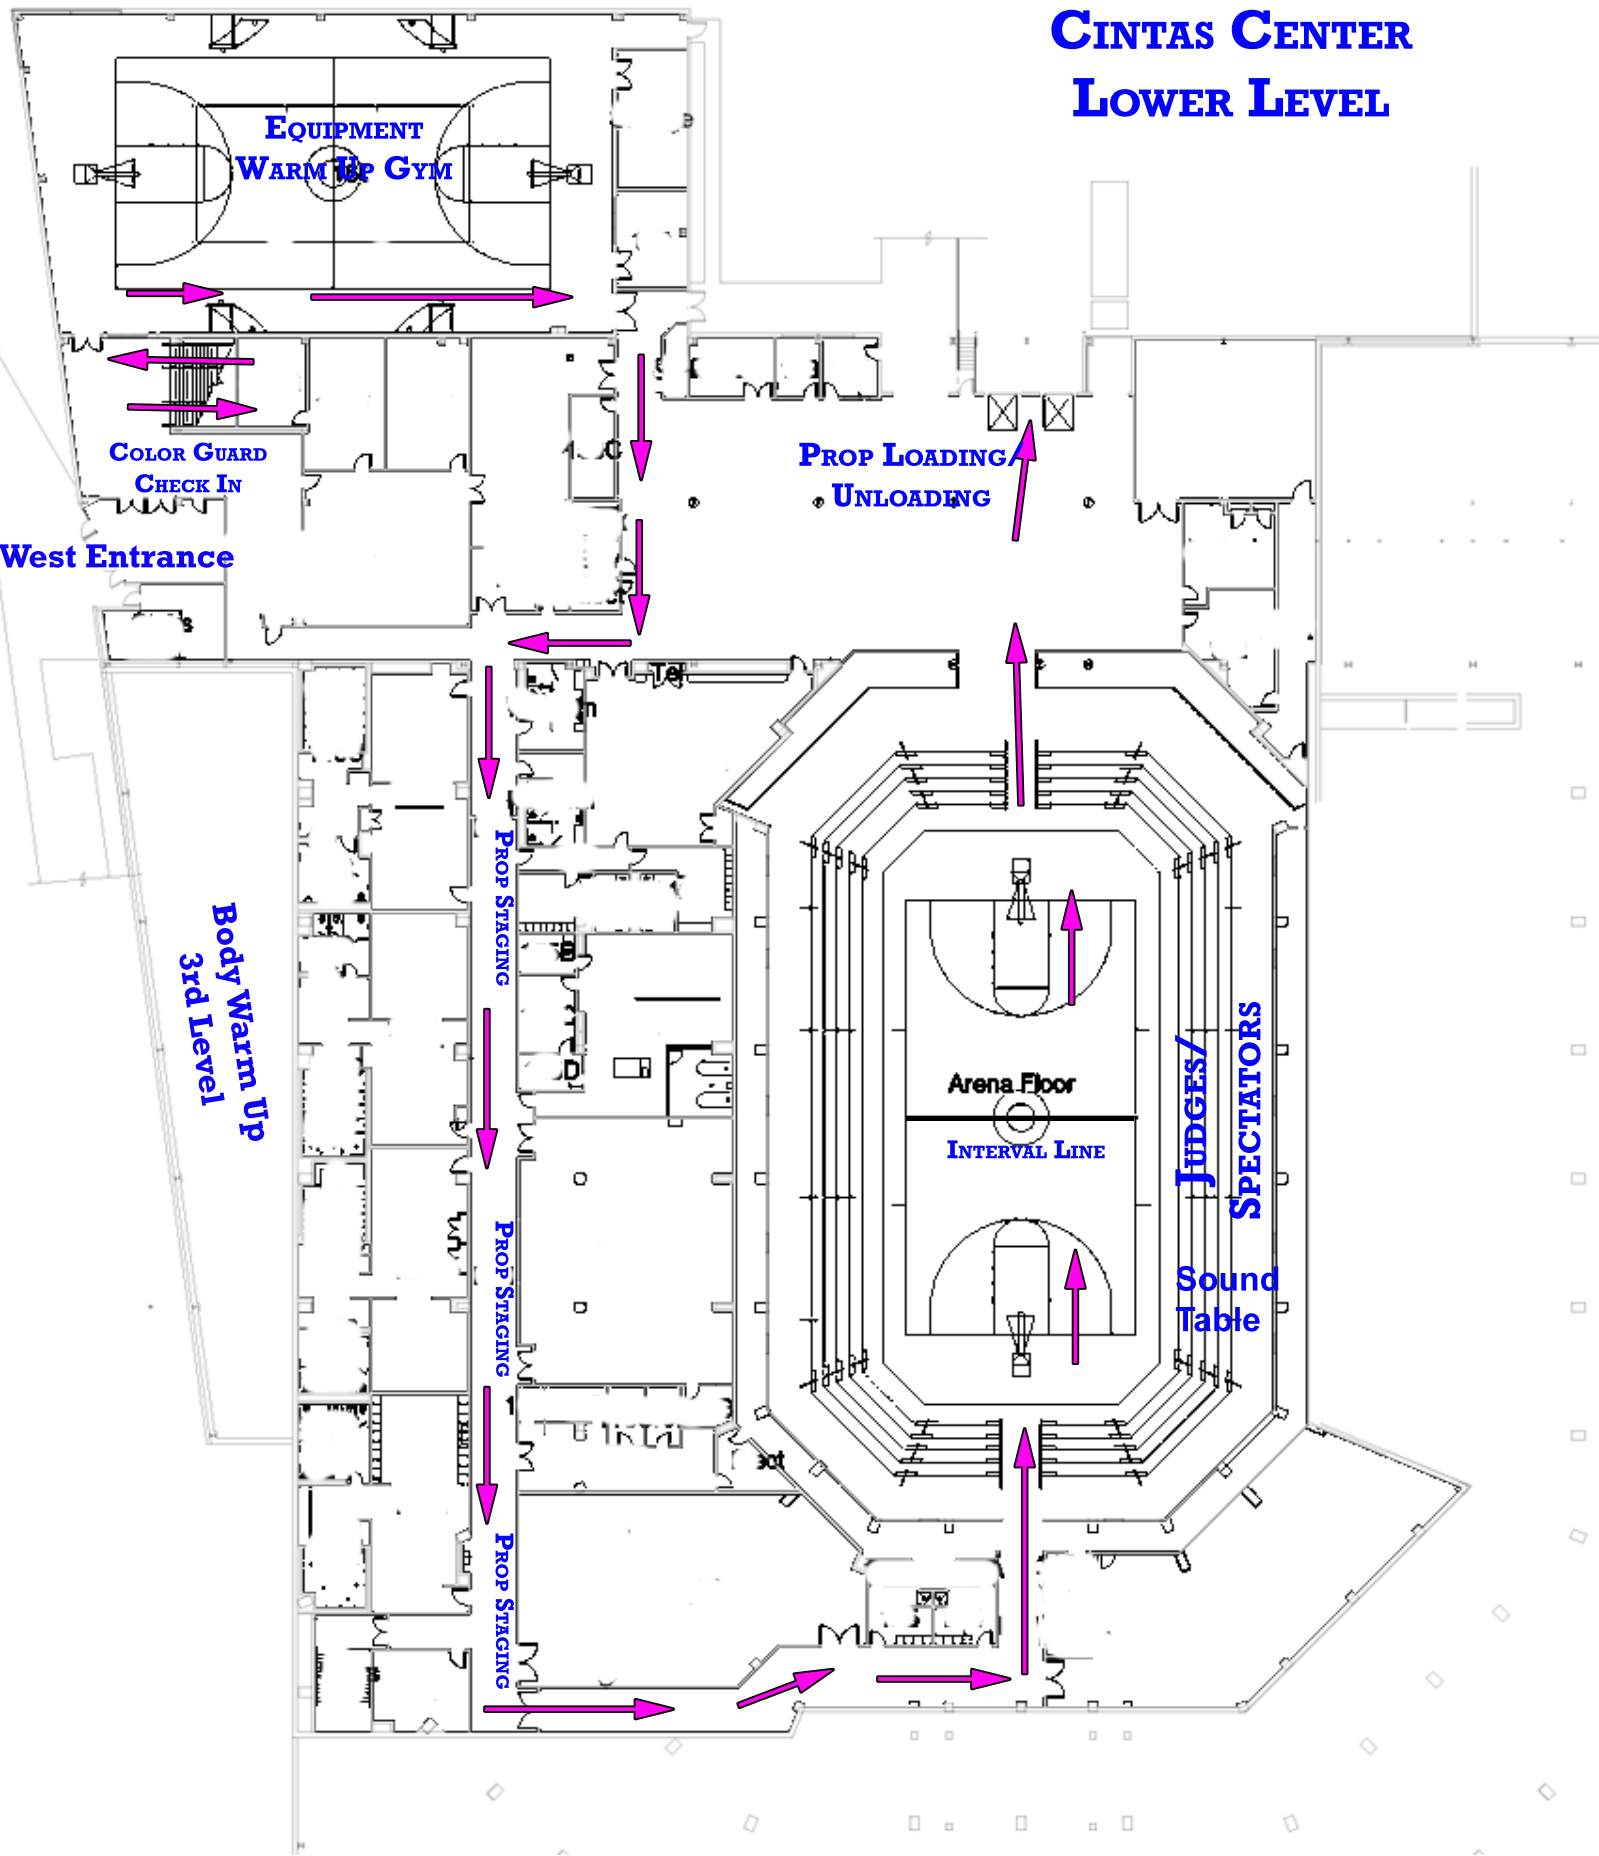 Cintas Center
Lower Level
Equipment
Warm Up Gym
Color Guard
Check In
West Entrance
Prop Loading/
Unloading
Prop Staging
Body Warm Up
3rd Level
Arena Floor
Interval Line
Judges/
Spectators
Sound
Table
Prop Staging
Prop Staging